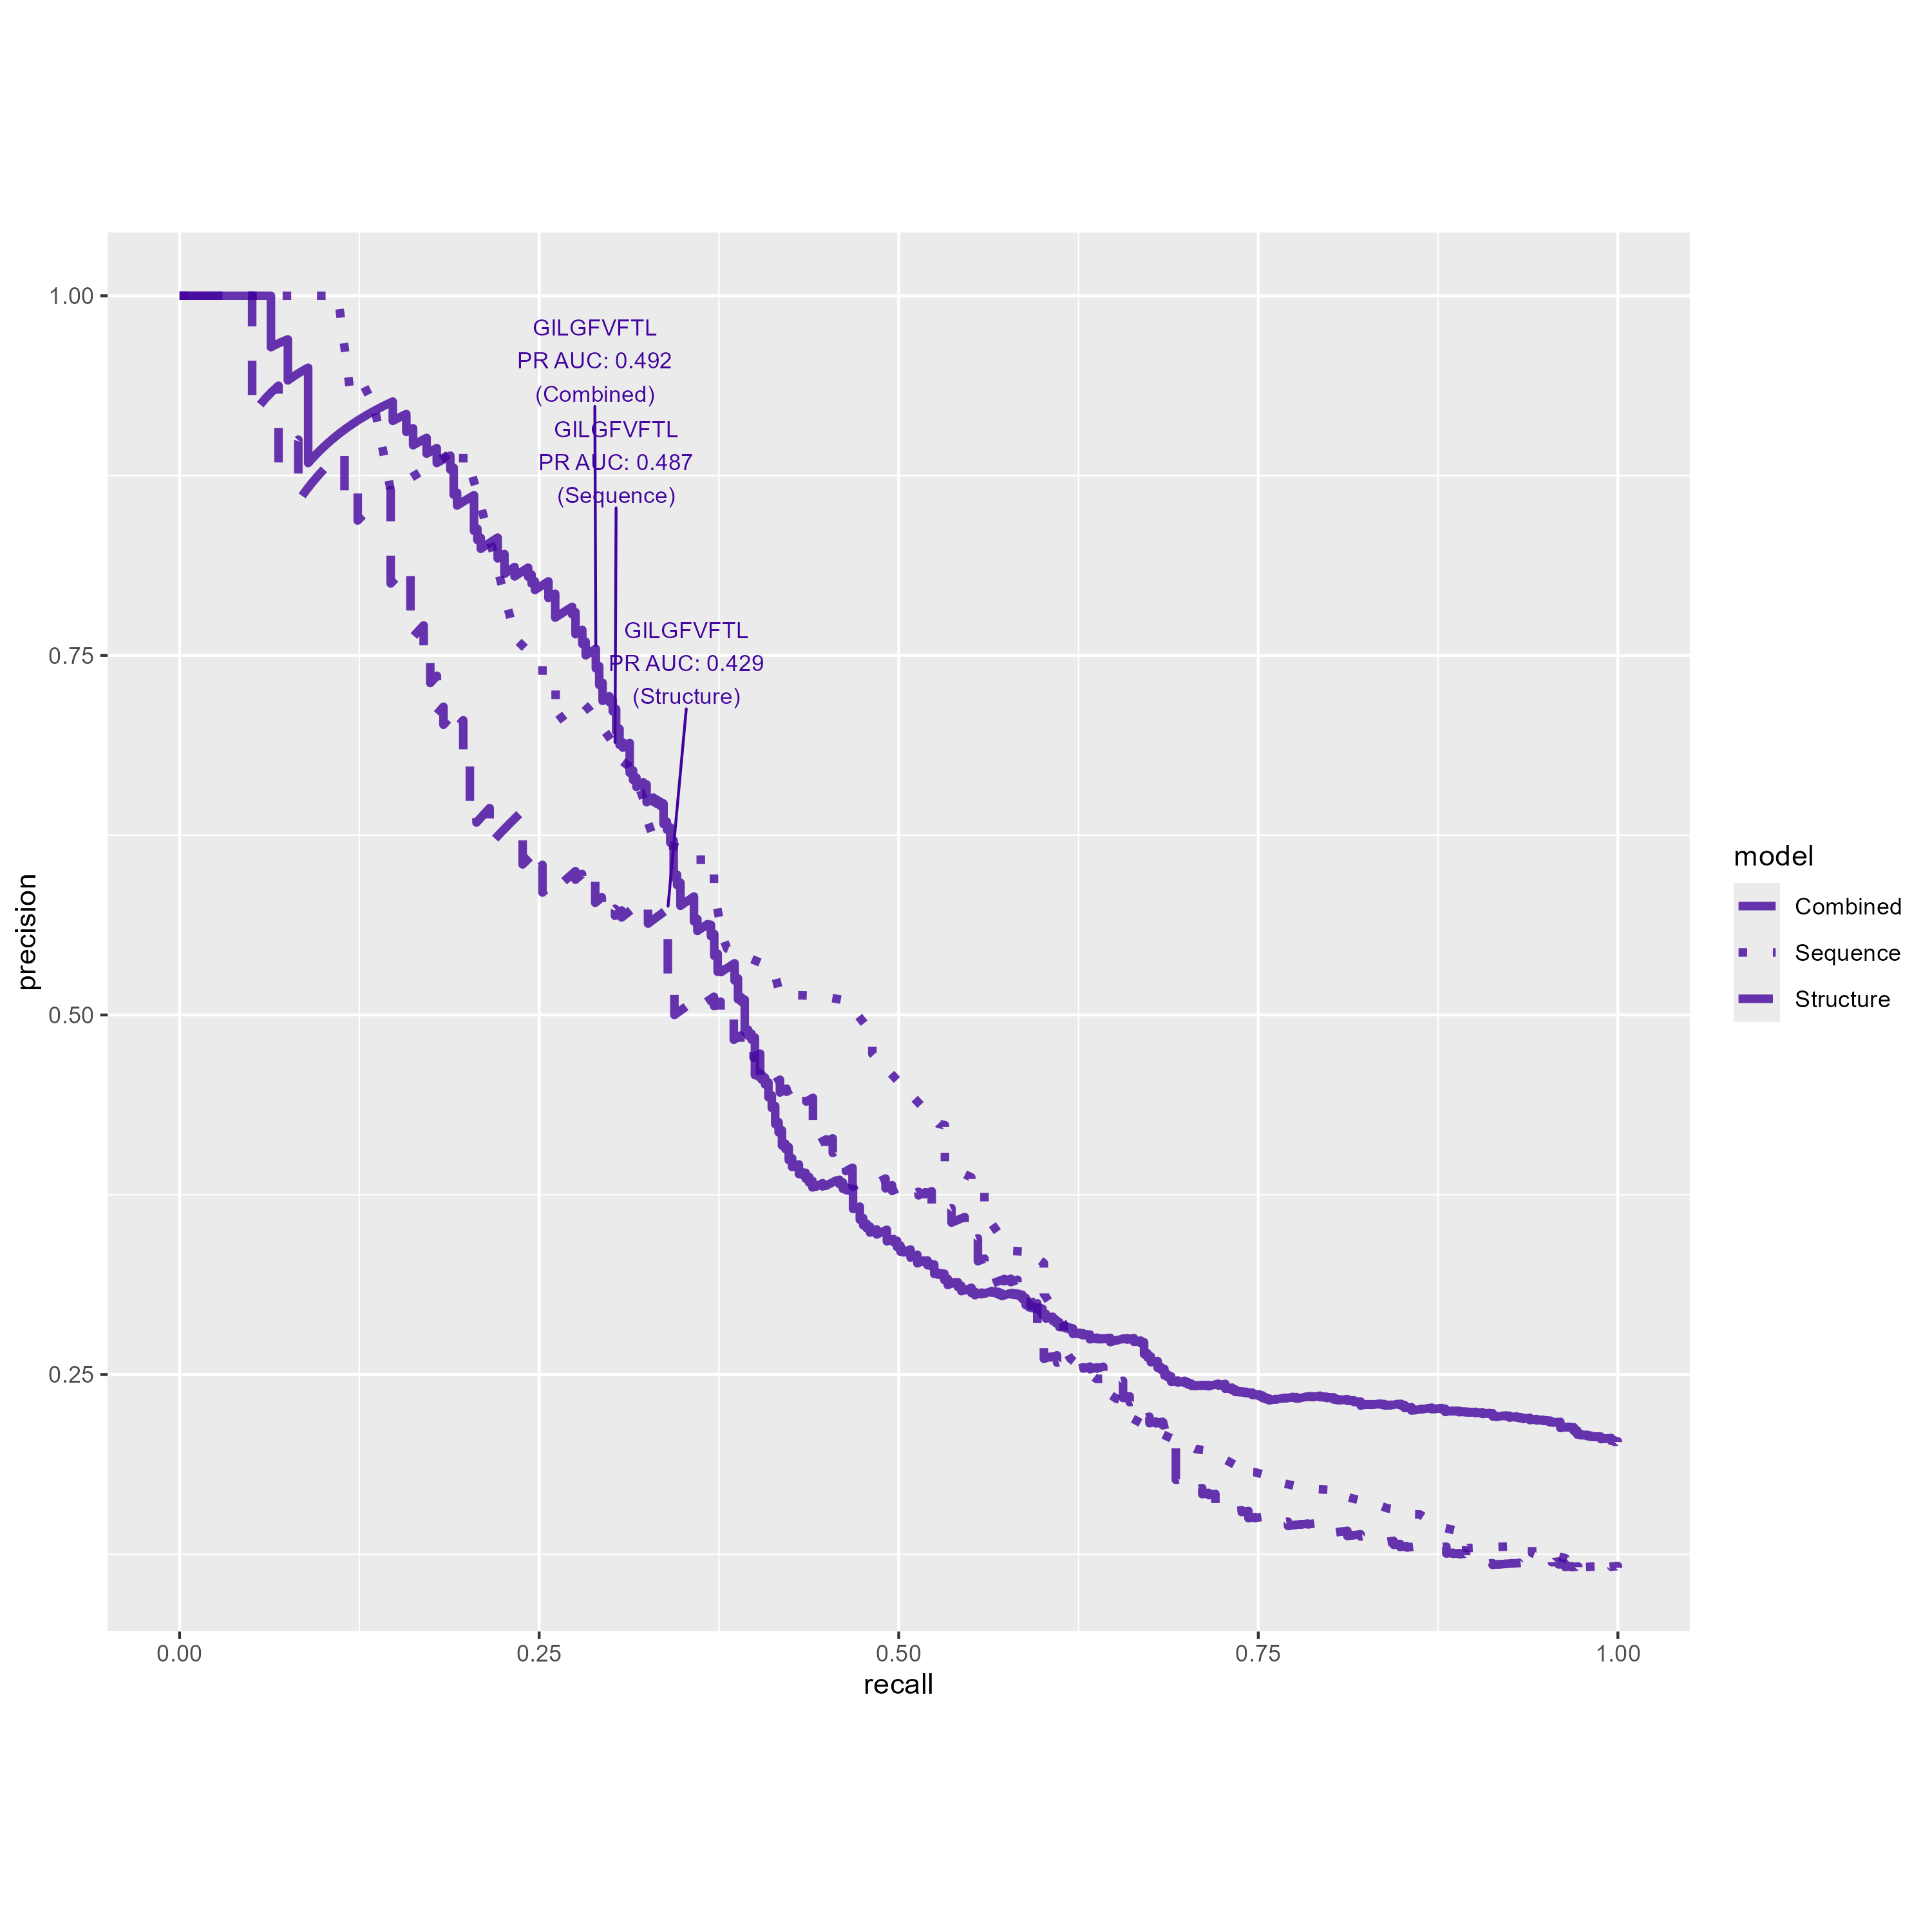 1.00
0.75
0.50
0.25
precision
GILGFVFTL
PR AUC: 0.492
(Combined)
GILGFVFTL
PR AUC: 0.487
(Sequence)
GILGFVFTL
PR AUC: 0.429
(Structure)
0.00
0.25
0.50
0.75
1.00
recall
model
Combined
Sequence
Structure